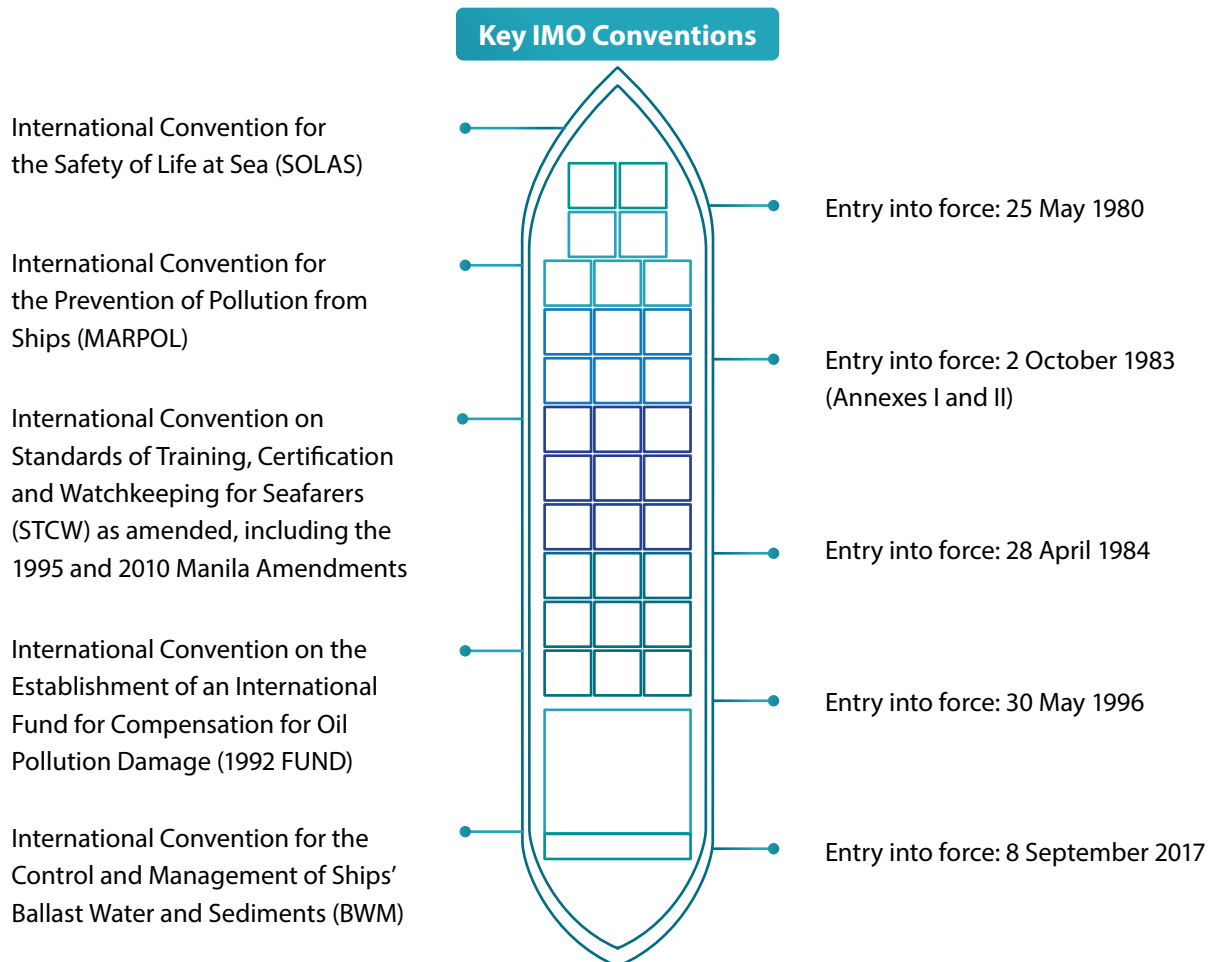 Key IMO Conventions
International Convention for
the Safety of Life at Sea (SOLAS)
Entry into force: 25 May 1980
International Convention for
the Prevention of Pollution from
Ships (MARPOL)
Entry into force: 2 October 1983
(Annexes I and II)
International Convention on
Standards of Training, Certification
and Watchkeeping for Seafarers
(STCW) as amended, including the
1995 and 2010 Manila Amendments
Entry into force: 28 April 1984
International Convention on the
Establishment of an International
Fund for Compensation for Oil
Pollution Damage (1992 FUND)
Entry into force: 30 May 1996
International Convention for the
Control and Management of Ships’
Ballast Water and Sediments (BWM)
Entry into force: 8 September 2017